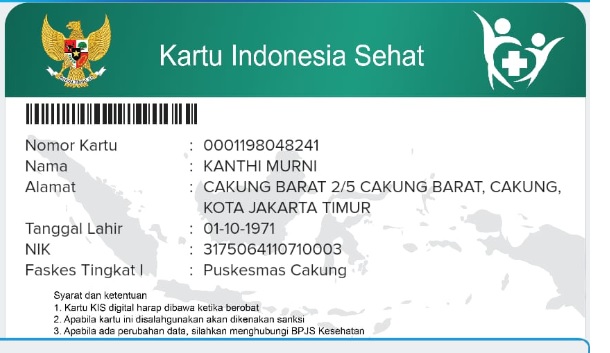 Kartu Indonesia Sehat
Nomor Kartu : 0001198048241
Nama : KANTHI MURNI
Alamat : CAKUNG BARAT 2/5 CAKUNG BARAT, CAKUNG,
KOTA JAKARTA TIMUR
Tanggal Lahir : 01-10-1971
NIK : 3175064110710003
Faskes Tingkat I : Puskesmas Cakung
Syarat dan ketentuan
1. Kartu KIS digital harap dibawa ketika berobat
2. Apabila kartu ini disalahgunakan akan dikenakan sanksi
3. Apabila ada perubahan data, silahkan menghubungi BPJS Kesehatan